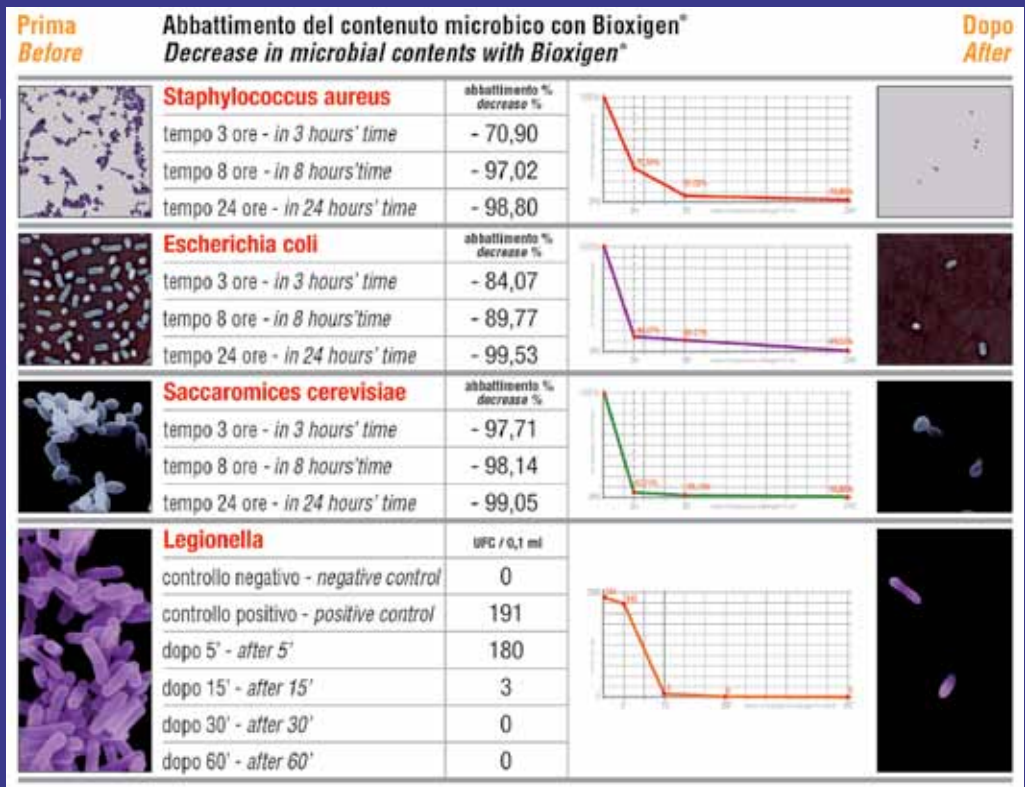 Prima
Before
Abbattimento del contenuto microbico con Bioxigen®
Decrease in microbial contents with Bioxigen®
Dopo
After
Staphylococcus aureus
abbattimento %
decrease %
tempo 3 ore - in 3 hours' time
- 70,90
tempo 8 ore - in 8 hours'time
- 97,02
tempo 24 ore - in 24 hours' time
- 98,80
Escherichia coli
abbattimento %
decrease %
tempo 3 ore - in 3 hours' time
- 84,07
tempo 8 ore - in 8 hours'time
- 89,77
tempo 24 ore - in 24 hours' time
- 99,53
Saccaromices cerevisiae
abbattimento %
decrease %
tempo 3 ore - in 3 hours' time
- 97,71
tempo 8 ore - in 8 hours'time
- 98,14
tempo 24 ore - in 24 hours' time
- 99,05
Legionella
UFC / 0,1 ml
controllo negativo - negative control
0
controllo positivo - positive control
191
dopo 5' - after 5'
180
dopo 15' - after 15'
3
dopo 30' - after 30'
0
dopo 60' - after 60'
0